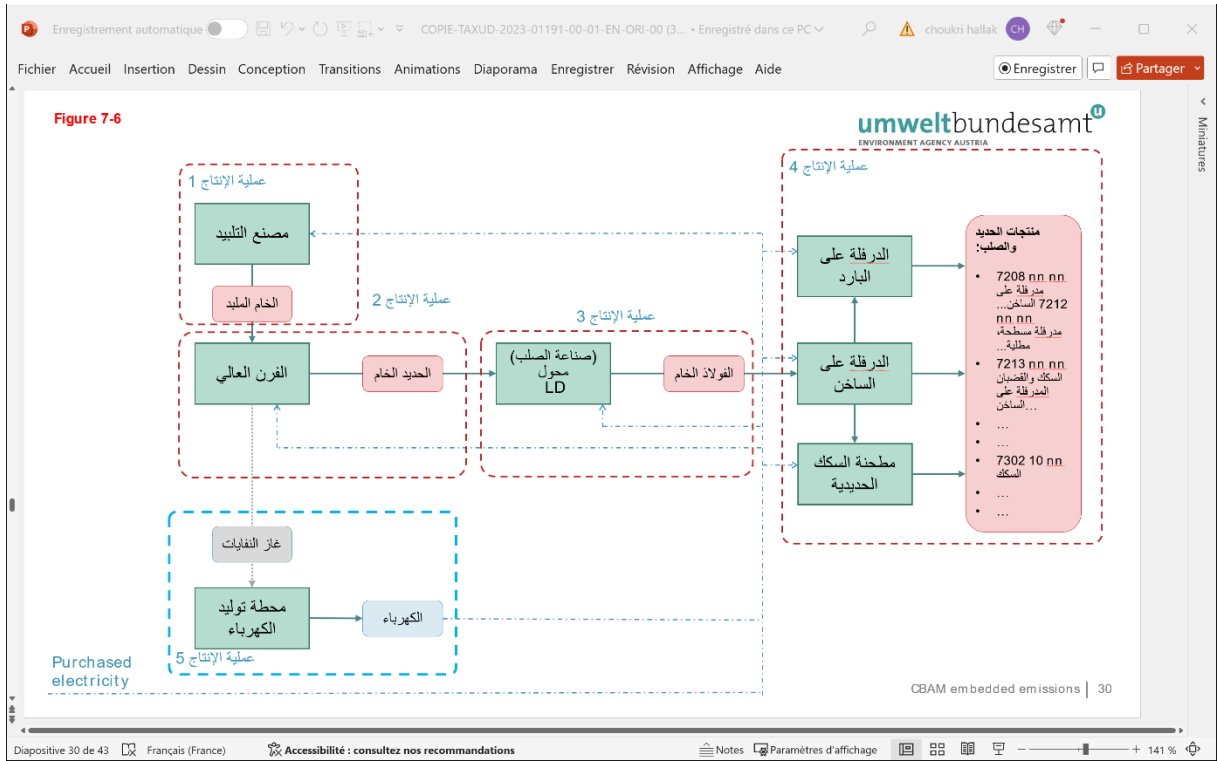 Enregistrement automatique
COPIE-TAXUD-2023-01191-00-01-EN-ORI-00 (3... • Enregistré dans ce PC
choukri hallak
CH
Fichier Accueil Insertion Dessin Conception Transitions Animations Diaporama Enregistrer Révision Affichage Aide
Enregistrer
Partager
Miniatures
Figure 7-6
umweltbundesamt
u
ENVIRONMENT AGENCY AUSTRIA
عملية الإنتاج 1
مصنع التلبيد
الخام الملبد
عملية الإنتاج 2
الفرن العالي
الحديد الخام
عملية الإنتاج 3
(صناعة الصلب)
محول
LD
الفولاذ الخام
عملية الإنتاج 4
الدرفلة على
البارد
الدرفلة على
الساخن
مطحنة السكك
الحديدية
منتجات الحديد
والصلب:
• 7208 nn nn
مدرفلة على
الساخن... 7212
nn nn
مدرفلة مسطحة،
مطلية...
• 7213 nn nn
السكك والقضبان
المدرفلة على
الساخن...
• ...
• ...
• 7302 10 nn
السكك
• ...
• ...
غاز النفايات
محطة توليد
الكهرباء
الكهرباء
عملية الإنتاج 5
Purchased
electricity
CBAM embedded emissions | 30
Diapositive 30 de 43 Français (France) Accessibilité : consultez nos recommandations Notes Paramètres d'affichage 141 %